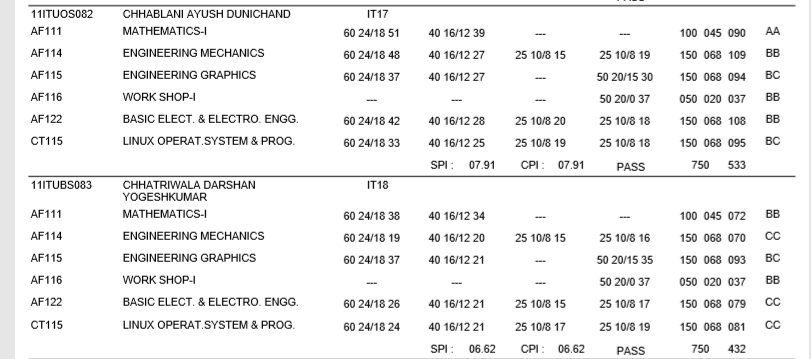 11ITUOS082 CHHABLANI AYUSH DUNICHAND IT17
AF111 MATHEMATICS-I 60 24/18 51 40 16/12 39 --- --- 100 045 090 AA
AF114 ENGINEERING MECHANICS 60 24/18 48 40 16/12 27 25 10/8 15 25 10/8 19 150 068 109 BB
AF115 ENGINEERING GRAPHICS 60 24/18 37 40 16/12 27 --- 50 20/15 30 150 068 094 BC
AF116 WORK SHOP-I --- --- --- 50 20/0 37 050 020 037 BB
AF122 BASIC ELECT. & ELECTRO. ENGG. 60 24/18 42 40 16/12 28 25 10/8 20 25 10/8 18 150 068 108 BB
CT115 LINUX OPERAT.SYSTEM & PROG. 60 24/18 33 40 16/12 25 25 10/8 19 25 10/8 18 150 068 095 BC
SPI : 07.91 CPI : 07.91 PASS 750 533
11ITUBS083 CHHATRIWALA DARSHAN IT18
YOGESHKUMAR
AF111 MATHEMATICS-I 60 24/18 38 40 16/12 34 --- --- 100 045 072 BB
AF114 ENGINEERING MECHANICS 60 24/18 19 40 16/12 20 25 10/8 15 25 10/8 16 150 068 070 CC
AF115 ENGINEERING GRAPHICS 60 24/18 37 40 16/12 21 --- 50 20/15 35 150 068 093 BC
AF116 WORK SHOP-I --- --- --- 50 20/0 37 050 020 037 BB
AF122 BASIC ELECT. & ELECTRO. ENGG. 60 24/18 26 40 16/12 21 25 10/8 15 25 10/8 17 150 068 079 CC
CT115 LINUX OPERAT.SYSTEM & PROG. 60 24/18 24 40 16/12 21 25 10/8 17 25 10/8 19 150 068 081 CC
SPI : 06.62 CPI : 06.62 PASS 750 432